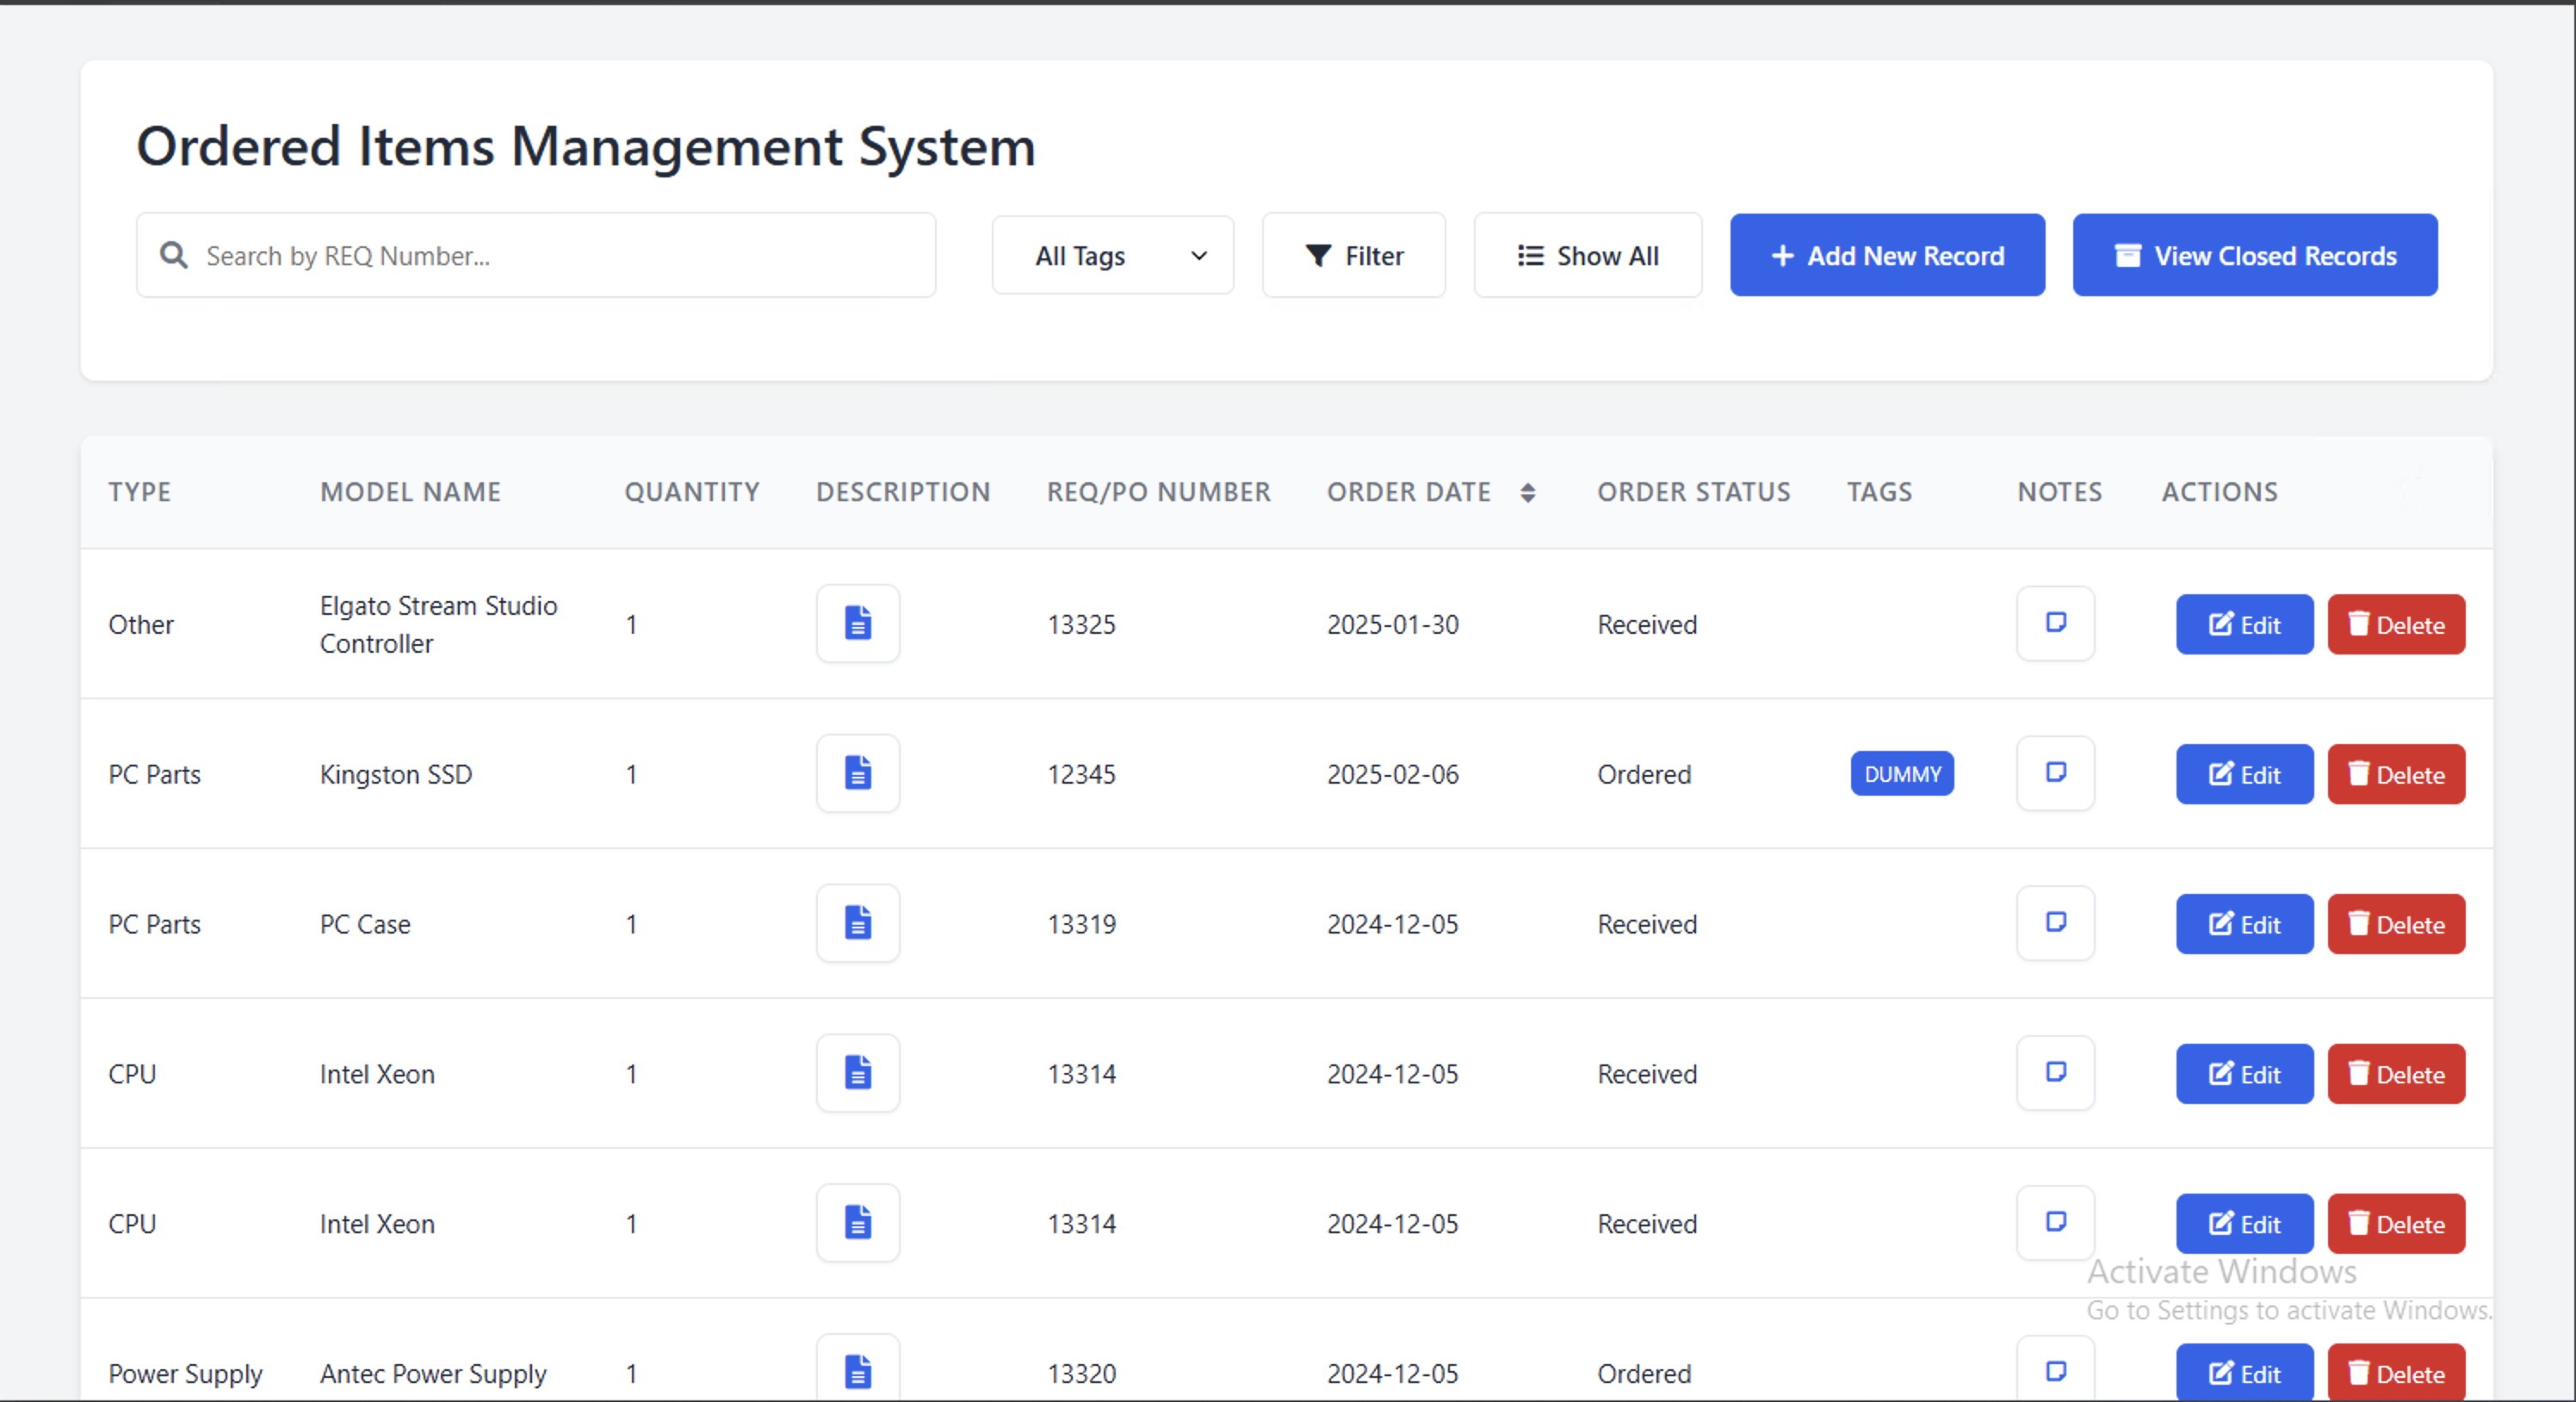 Ordered Items Management System
Search by REQ Number...
All Tags
Filter
Show All
Add New Record
View Closed Records
TYPE MODEL NAME QUANTITY DESCRIPTION REQ/PO NUMBER ORDER DATE ORDER STATUS TAGS NOTES ACTIONS
Other Elgato Stream Studio Controller 1 13325 2025-01-30 Received Edit Delete
PC Parts Kingston SSD 1 12345 2025-02-06 Ordered DUMMY Edit Delete
PC Parts PC Case 1 13319 2024-12-05 Received Edit Delete
CPU Intel Xeon 1 13314 2024-12-05 Received Edit Delete
CPU Intel Xeon 1 13314 2024-12-05 Received Edit Delete
Activate Windows
Go to Settings to activate Windows.
Power Supply Antec Power Supply 1 13320 2024-12-05 Ordered Edit Delete